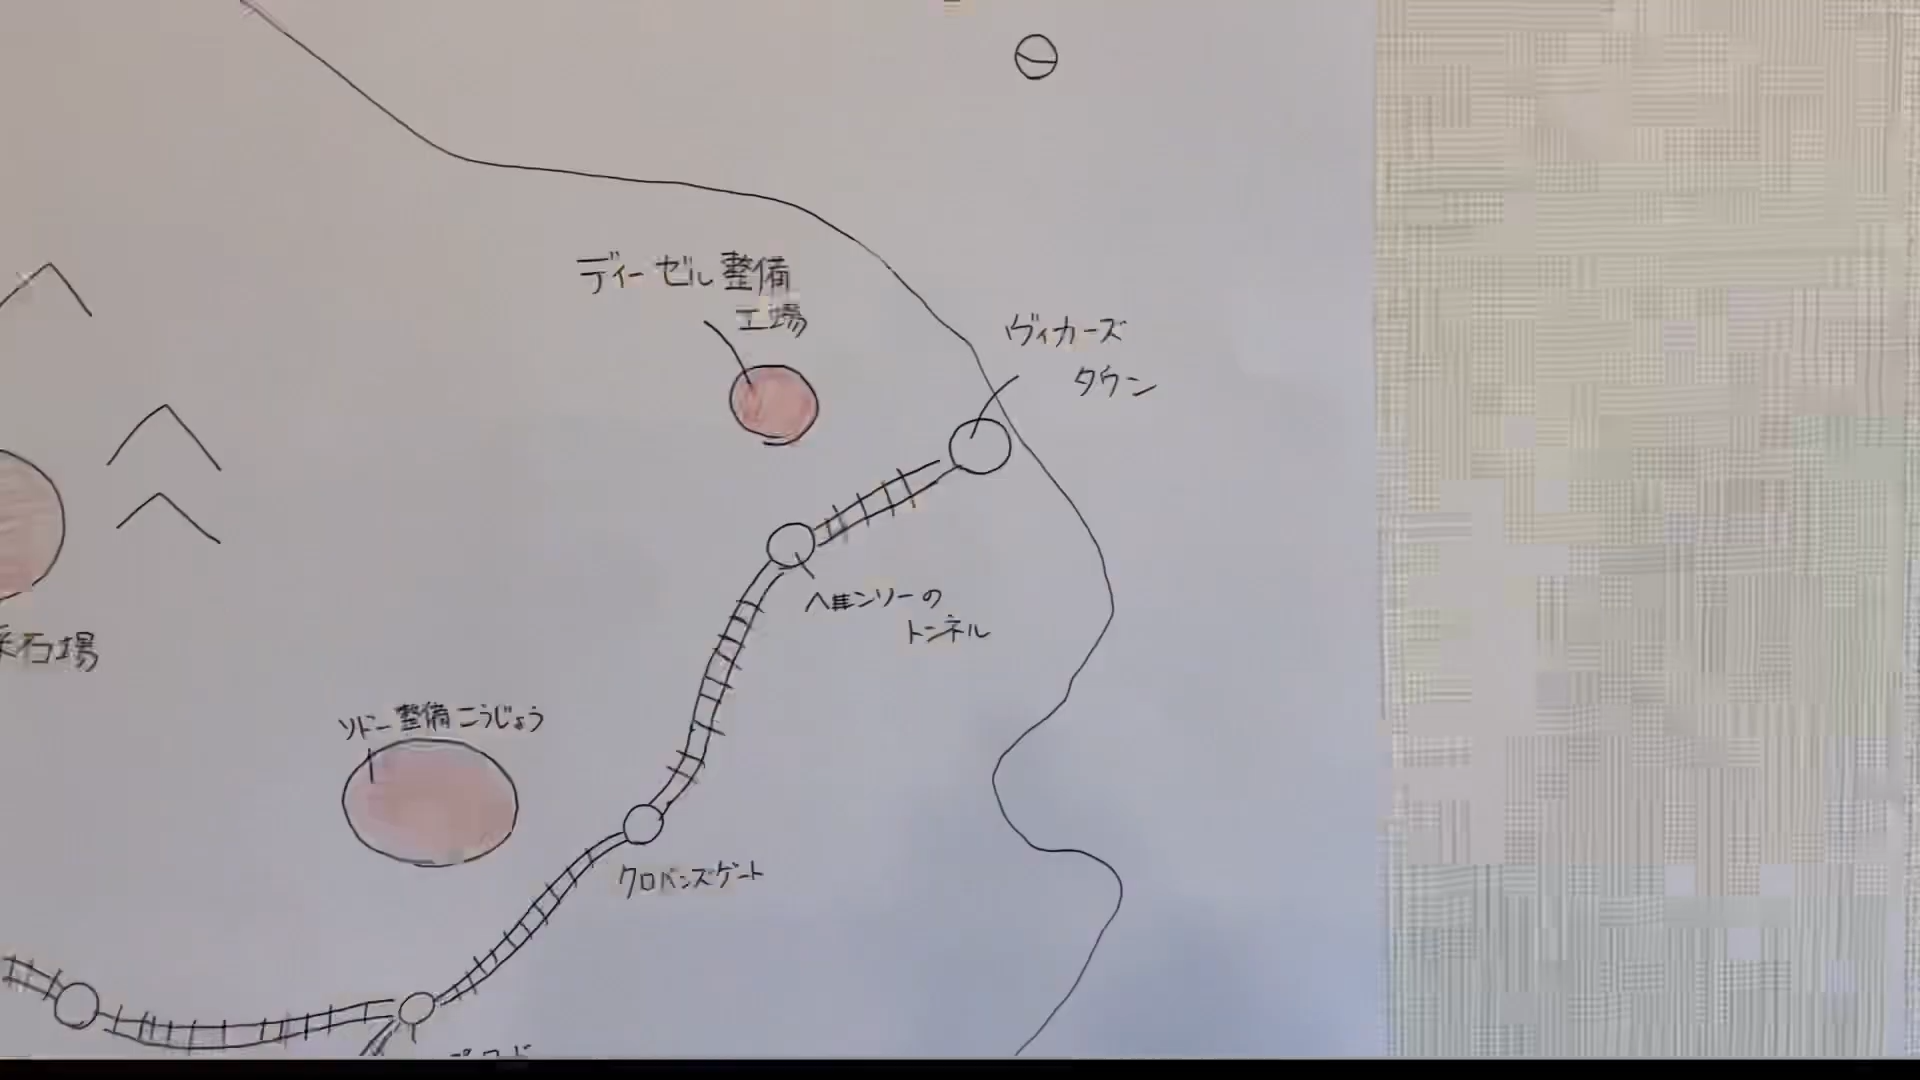 ディーゼル整備
工場
ヴィカーズ
タウン
ヘンリーの
トンネル
石場
ソドー整備こうじょう
クロバンズゲート